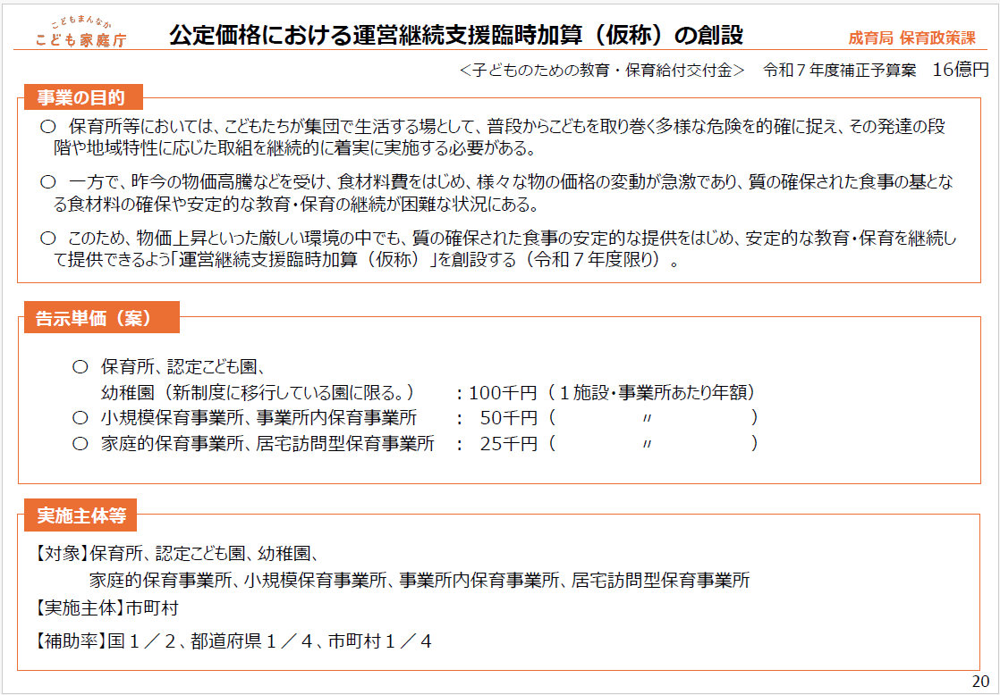 こどもまんなか
こども家庭庁
公定価格における運営継続支援臨時加算（仮称）の創設
成育局 保育政策課
＜子どものための教育・保育給付交付金＞　令和７年度補正予算案　16億円
事業の目的
〇　保育所等においては、こどもたちが集団で生活する場として、普段からこどもを取り巻く多様な危険を的確に捉え、その発達の段
階や地域特性に応じた取組を継続的に着実に実施する必要がある。
〇　一方で、昨今の物価高騰などを受け、食材料費をはじめ、様々な物の価格の変動が急激であり、質の確保された食事の基とな
る食材料の確保や安定的な教育・保育の継続が困難な状況にある。
〇　このため、物価上昇といった厳しい環境の中でも、質の確保された食事の安定的な提供をはじめ、安定的な教育・保育を継続し
て提供できるよう「運営継続支援臨時加算（仮称）」を創設する（令和７年度限り）。
告示単価（案）
〇　保育所、認定こども園、
幼稚園（新制度に移行している園に限る。）　：100千円（１施設・事業所あたり年額）
〇　小規模保育事業所、事業所内保育事業所　：　50千円（　〃　）
〇　家庭的保育事業所、居宅訪問型保育事業所　：　25千円（　〃　）
実施主体等
【対象】保育所、認定こども園、幼稚園、
家庭的保育事業所、小規模保育事業所、事業所内保育事業所、居宅訪問型保育事業所
【実施主体】市町村
【補助率】国１／２、都道府県１／４、市町村１／４
20